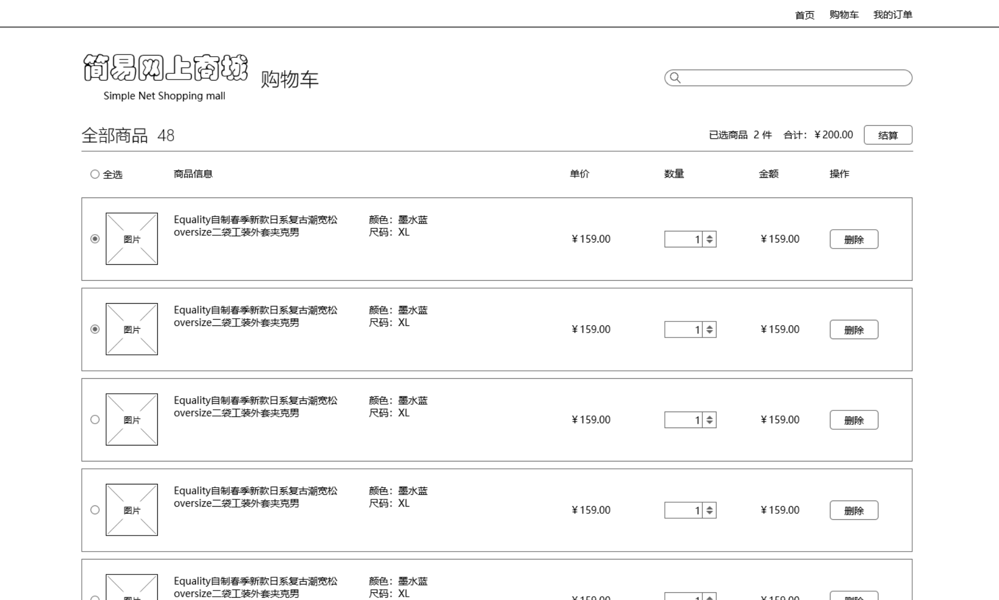 首页 购物车 我的订单
简易网上商城
Simple Net Shopping mall
购物车
全部商品 48
已选商品 2 件 合计：￥200.00 结算
全选 商品信息 单价 数量 金额 操作
图片
Equality自制春季新款日系复古潮宽松
oversize二袋工装外套夹克男
颜色：墨水蓝
尺码：XL
￥159.00 1 ￥159.00 删除
图片
Equality自制春季新款日系复古潮宽松
oversize二袋工装外套夹克男
颜色：墨水蓝
尺码：XL
￥159.00 1 ￥159.00 删除
图片
Equality自制春季新款日系复古潮宽松
oversize二袋工装外套夹克男
颜色：墨水蓝
尺码：XL
￥159.00 1 ￥159.00 删除
图片
Equality自制春季新款日系复古潮宽松
oversize二袋工装外套夹克男
颜色：墨水蓝
尺码：XL
￥159.00 1 ￥159.00 删除
图片
Equality自制春季新款日系复古潮宽松
oversize二袋工装外套夹克男
颜色：墨水蓝
尺码：XL
￥159.00 1 ￥159.00 删除